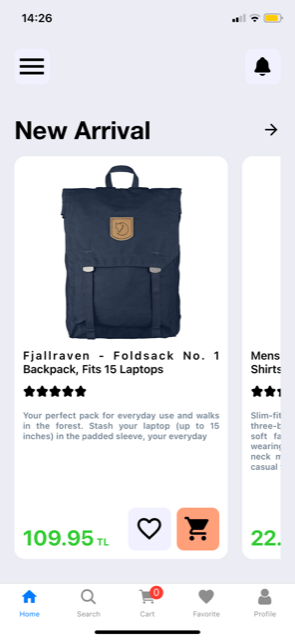 14:26
New Arrival
Fjallraven - Foldsack No. 1
Backpack, Fits 15 Laptops
Your perfect pack for everyday use and walks
in the forest. Stash your laptop (up to 15
inches) in the padded sleeve, your everyday
109.95 TL
Mens
Shirts
Slim-fit
three-b
soft fa
wearing
neck m
casual
22.
0
Home
Search
Cart
Favorite
Profile